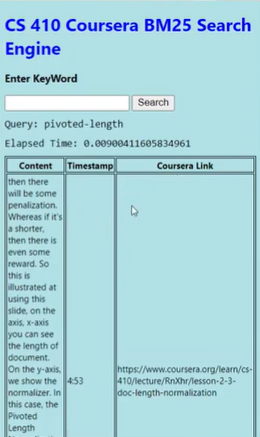 CS 410 Coursera BM25 Search
Engine
Enter KeyWord
Search
Query: pivoted-length
Elapsed Time: 0.00900411605834961
Content Timestamp Coursera Link
then there
will be some
penalization.
Whereas if it's
a shorter,
then there is
even some
reward. So
this is
illustrated at
using this
slide, on the
axis, x-axis
you can see
the length of
document.
On the y-axis,
we show the
normalizer. In
this case, the
Pivoted
Length
4:53
https://www.coursera.org/learn/cs-
410/lecture/RnXhr/lesson-2-3-
doc-length-normalization